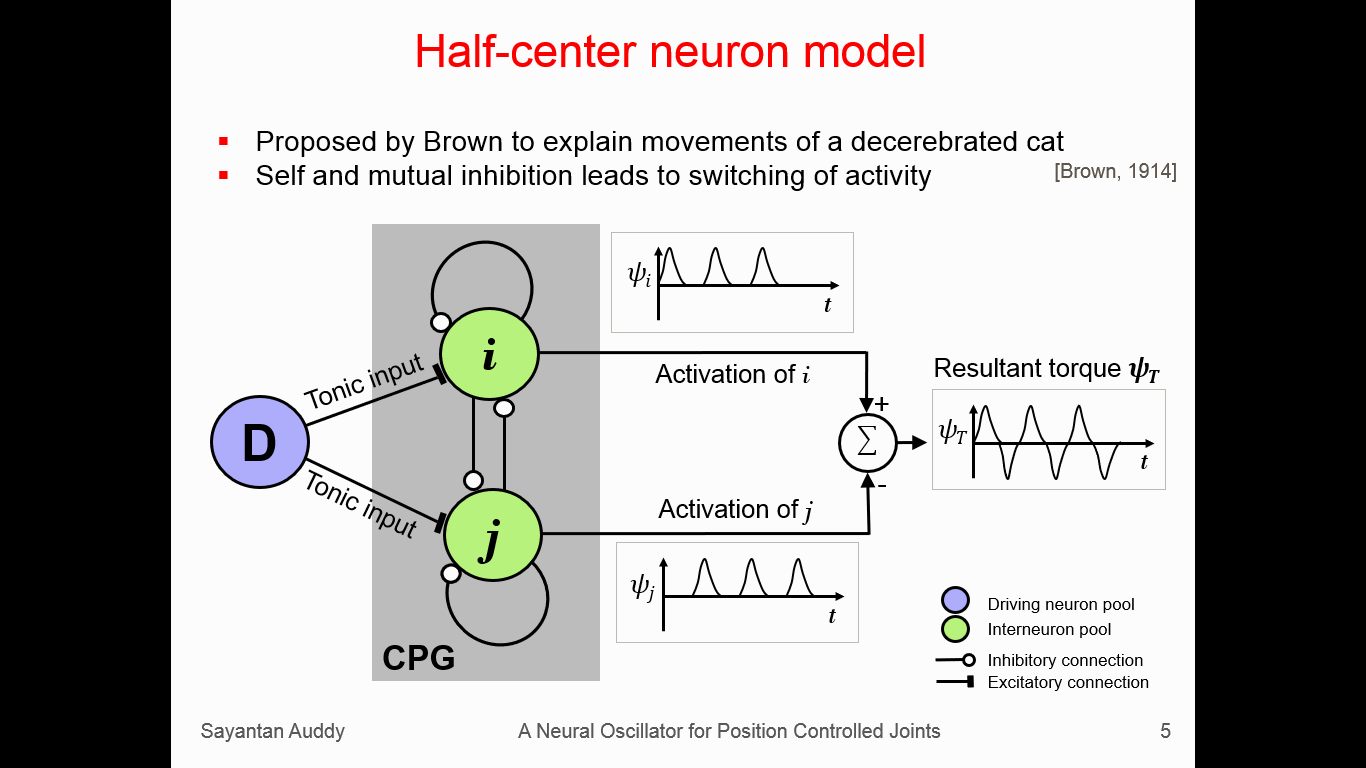 Half-center neuron model
▪ Proposed by Brown to explain movements of a decerebrated cat
▪ Self and mutual inhibition leads to switching of activity
[Brown, 1914]
ψi
t
i
Tonic input
Activation of i
Resultant torque ψT
+
D
∑
ψT
t
-
Tonic input
Activation of j
j
ψj
t
CPG
Driving neuron pool
Interneuron pool
Inhibitory connection
Excitatory connection
Sayantan Auddy
A Neural Oscillator for Position Controlled Joints
5